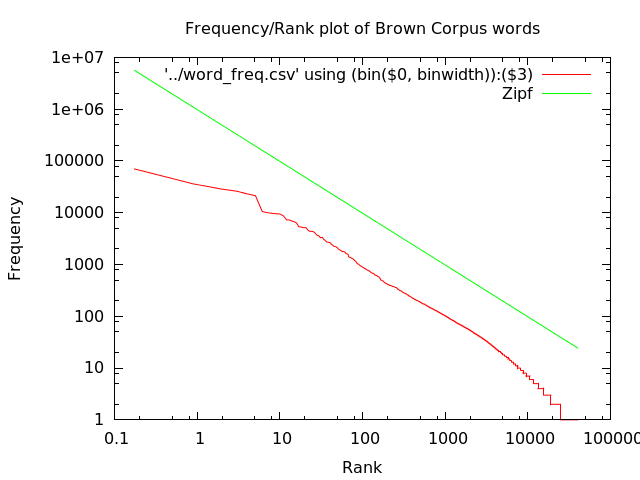 Frequency/Rank plot of Brown Corpus words
'../word_freq.csv' using (bin($0, binwidth)):($3)
Zipf
Frequency
1e+07
1e+06
100000
10000
1000
100
10
1
0.1 1 10 100 1000 10000 100000
Rank